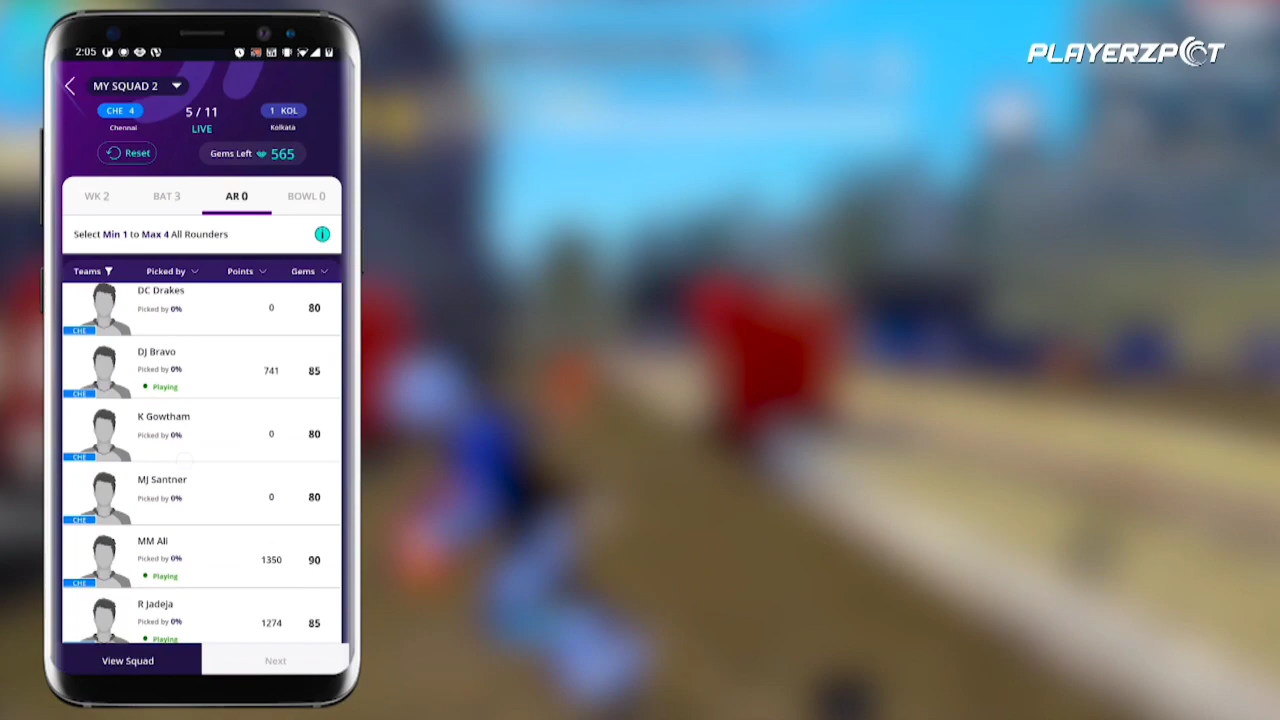 PLAYERZPOT
2:05
MY SQUAD 2
CHE 4
5 / 11
1 KOL
Chennai
LIVE
Kolkata
Reset
Gems Left 565
WK 2
BAT 3
AR 0
BOWL 0
Select Min 1 to Max 4 All Rounders
i
Teams
Picked by
Points
Gems
DC Drakes
Picked by 0%
0
80
CHE
DJ Bravo
Picked by 0%
741
85
Playing
CHE
K Gowtham
Picked by 0%
0
80
CHE
MJ Santner
Picked by 0%
0
80
CHE
MM Ali
Picked by 0%
1350
90
Playing
CHE
R Jadeja
Picked by 0%
1274
85
Playing
View Squad
Next